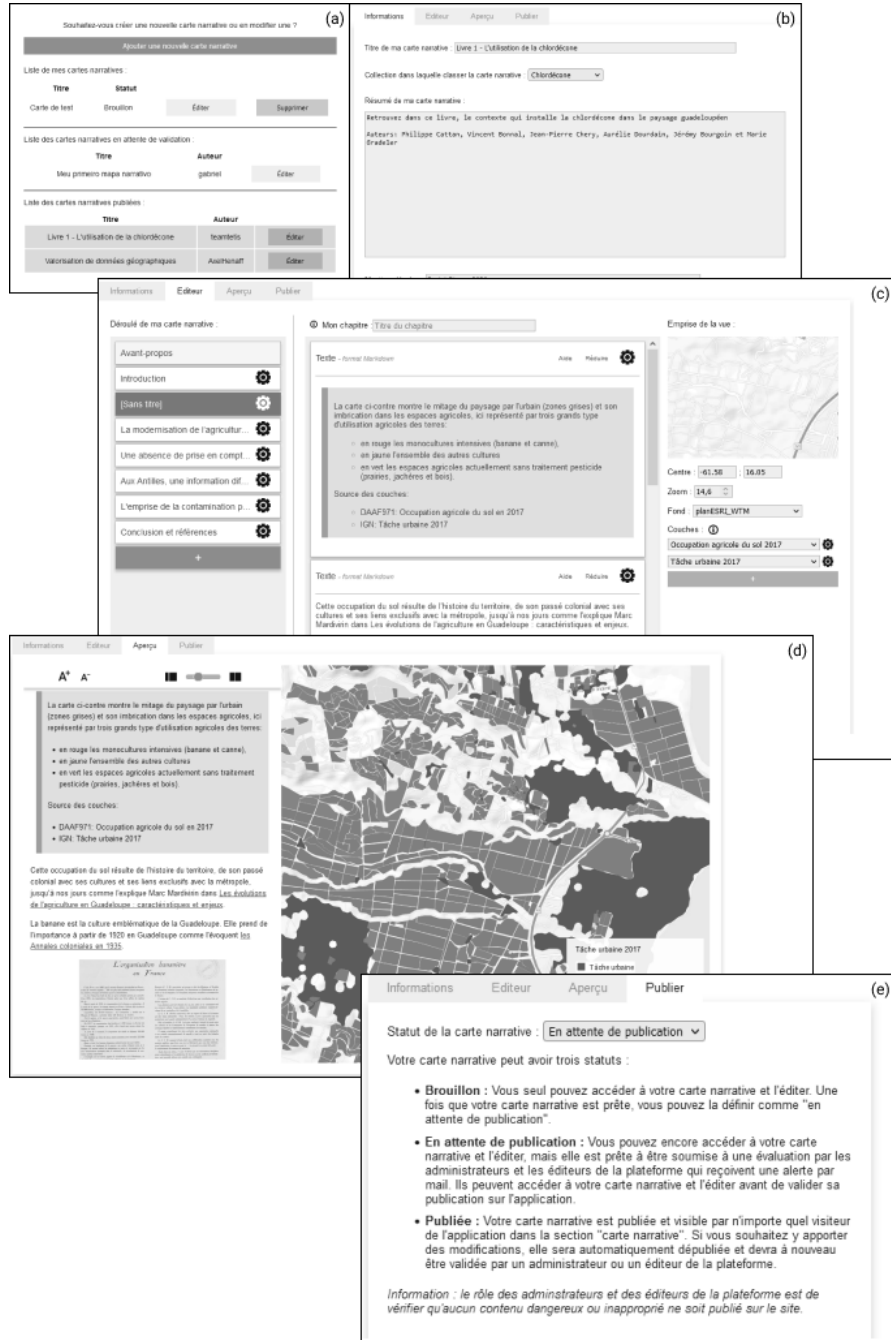 (a)
Souhaitez-vous créer une nouvelle carte narrative ou en modifier une ?
Ajouter une nouvelle carte narrative
Liste de mes cartes narratives :
Titre Statut
Carte de test Brouillon Éditer Supprimer
Liste des cartes narratives en attente de validation :
Titre Auteur
Meu primeiro mapa narrativo gabriel Éditer
Liste des cartes narratives publiées :
Titre Auteur
Livre 1 - L'utilisation de la chlordécone teamtetis Éditer
Valorisation de données géographiques AxelHenaff Éditer
(b)
Informations Editeur Aperçu Publier
Titre de ma carte narrative : Livre 1 - L'utilisation de la chlordécone
Collection dans laquelle classer la carte narrative : Chlordécone
Résumé de ma carte narrative :
Retrouvez dans ce livre, le contexte qui installe la chlordécone dans le paysage guadeloupéen
Auteurs: Philippe Cattan, Vincent Bonnal, Jean-Pierre Chery, Aurélie Dourdain, Jérémy Bourgoin et Marie
Gradeler
(c)
Informations Editeur Aperçu Publier
Déroulé de ma carte narrative :
Avant-propos
Introduction
[Sans titre]
La modernisation de l'agricultur...
Une absence de prise en compt...
Aux Antilles, une information dif...
L'emprise de la contamination p...
Conclusion et références
+
Mon chapitre : Titre du chapitre
Texte - format Markdown Aide Réduire
La carte ci-contre montre le mitage du paysage par l'urbain (zones grises) et son
imbrication dans les espaces agricoles, ici représenté par trois grands type
d'utilisation agricoles des terres:
en rouge les monocultures intensives (banane et canne),
en jaune l'ensemble des autres cultures
en vert les espaces agricoles actuellement sans traitement pesticide
(prairies, jachères et bois).
Source des couches:
DAAF971: Occupation agricole du sol en 2017
IGN: Tâche urbaine 2017
Texte - format Markdown Aide Réduire
Cette occupation du sol résulte de l'histoire du territoire, de son passé colonial avec ses
cultures et ses liens exclusifs avec la métropole, jusqu'à nos jours comme l'explique Marc
Mardivirin dans Les évolutions de l'agriculture en Guadeloupe : caractéristiques et enjeux.
Emprise de la vue :
Centre : -61.58 ; 16.05
Zoom : 14,6
Fond : planESRI_WTM
Couches :
Occupation agricole du sol 2017
Tâche urbaine 2017
+
(d)
Informations Editeur Aperçu Publier
A+ A-
La carte ci-contre montre le mitage du paysage par l'urbain
(zones grises) et son imbrication dans les espaces agricoles, ici
représenté par trois grands type d'utilisation agricoles des terres:
• en rouge les monocultures intensives (banane et canne),
• en jaune l'ensemble des autres cultures
• en vert les espaces agricoles actuellement sans traitement
pesticide (prairies, jachères et bois).
Source des couches:
• DAAF971: Occupation agricole du sol en 2017
• IGN: Tâche urbaine 2017
Cette occupation du sol résulte de l'histoire du territoire, de son passé
colonial avec ses cultures et ses liens exclusifs avec la métropole,
jusqu'à nos jours comme l'explique Marc Mardivirin dans Les évolutions
de l'agriculture en Guadeloupe : caractéristiques et enjeux.
La banane est la culture emblématique de la Guadeloupe. Elle prend de
l'importance à partir de 1920 en Guadeloupe comme l'évoquent les
Annales coloniales en 1935.
L'organisation bananière
en France
Tâche urbaine 2017
Tâche urbaine
(e)
Informations Editeur Aperçu Publier
Statut de la carte narrative : En attente de publication
Votre carte narrative peut avoir trois statuts :
• Brouillon : Vous seul pouvez accéder à votre carte narrative et l'éditer. Une
fois que votre carte narrative est prête, vous pouvez la définir comme "en
attente de publication".
• En attente de publication : Vous pouvez encore accéder à votre carte
narrative et l'éditer, mais elle est prête à être soumise à une évaluation par les
administrateurs et les éditeurs de la plateforme qui reçoivent une alerte par
mail. Ils peuvent accéder à votre carte narrative et l'éditer avant de valider sa
publication sur l'application.
• Publiée : Votre carte narrative est publiée et visible par n'importe quel visiteur
de l'application dans la section "carte narrative". Si vous souhaitez y apporter
des modifications, elle sera automatiquement dépubliée et devra à nouveau
être validée par un administrateur ou un éditeur de la plateforme.
Information : le rôle des adminstrateurs et des éditeurs de la plateforme est de
vérifier qu'aucun contenu dangereux ou inapproprié ne soit publié sur le site.